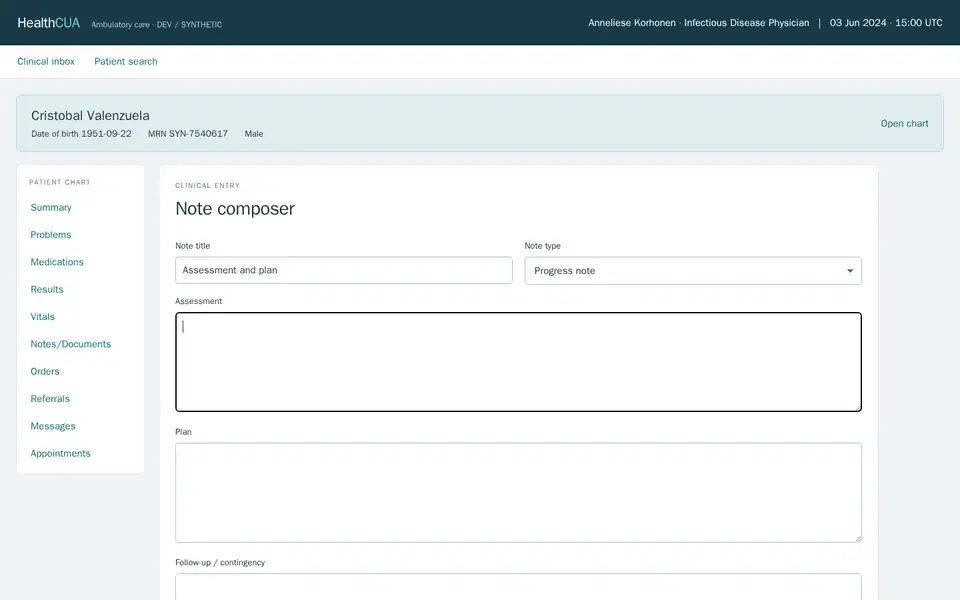 HealthCUA Ambulatory care · DEV / SYNTHETIC
Anneliese Korhonen · Infectious Disease Physician | 03 Jun 2024 · 15:00 UTC
Clinical inbox Patient search
Cristobal Valenzuela
Date of birth 1951-09-22 MRN SYN-7540617 Male
Open chart
PATIENT CHART
Summary
Problems
Medications
Results
Vitals
Notes/Documents
Orders
Referrals
Messages
Appointments
CLINICAL ENTRY
Note composer
Note title
Assessment and plan
Note type
Progress note
Assessment
Plan
Follow-up / contingency